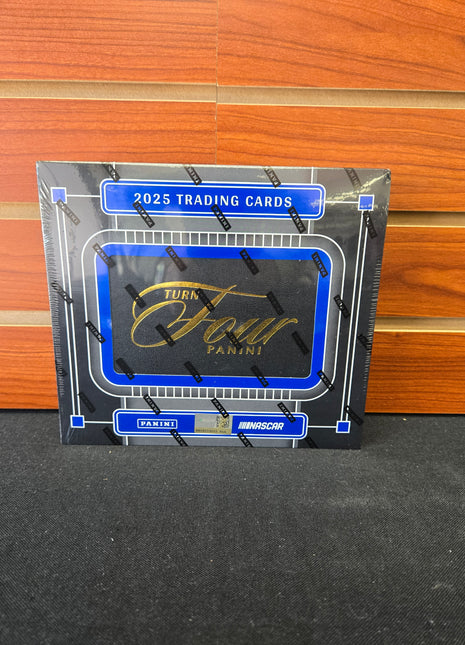 2025 TRADING CARDS
TURN
Four
PANINI
PANINI
NASCAR